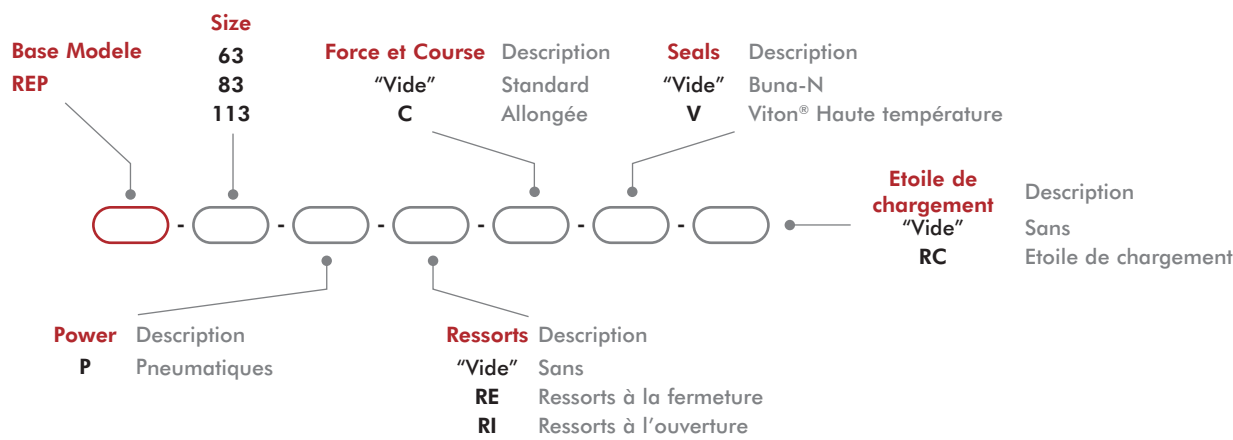 Size
63
83
113
Base Modele
REP
Force et Course Description
“Vide” Standard
C Allongée
Seals Description
“Vide” Buna-N
V Viton® Haute température
- - - - - -
Etoile de
chargement Description
“Vide” Sans
RC Etoile de chargement
Power Description
P Pneumatiques
Ressorts Description
“Vide” Sans
RE Ressorts à la fermeture
RI Ressorts à l’ouverture